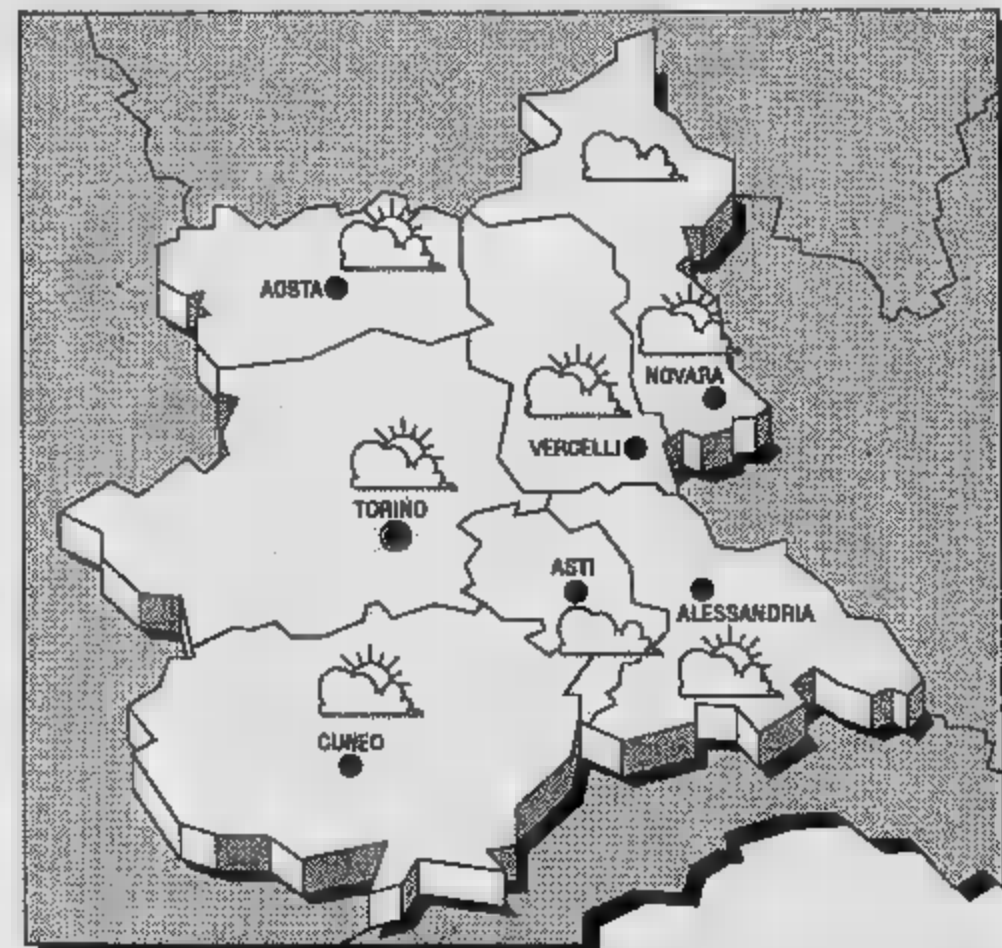 AOSTA
NOVARA
VERCELLI
TORINO
ASTI
ALESSANDRIA
CUNEO